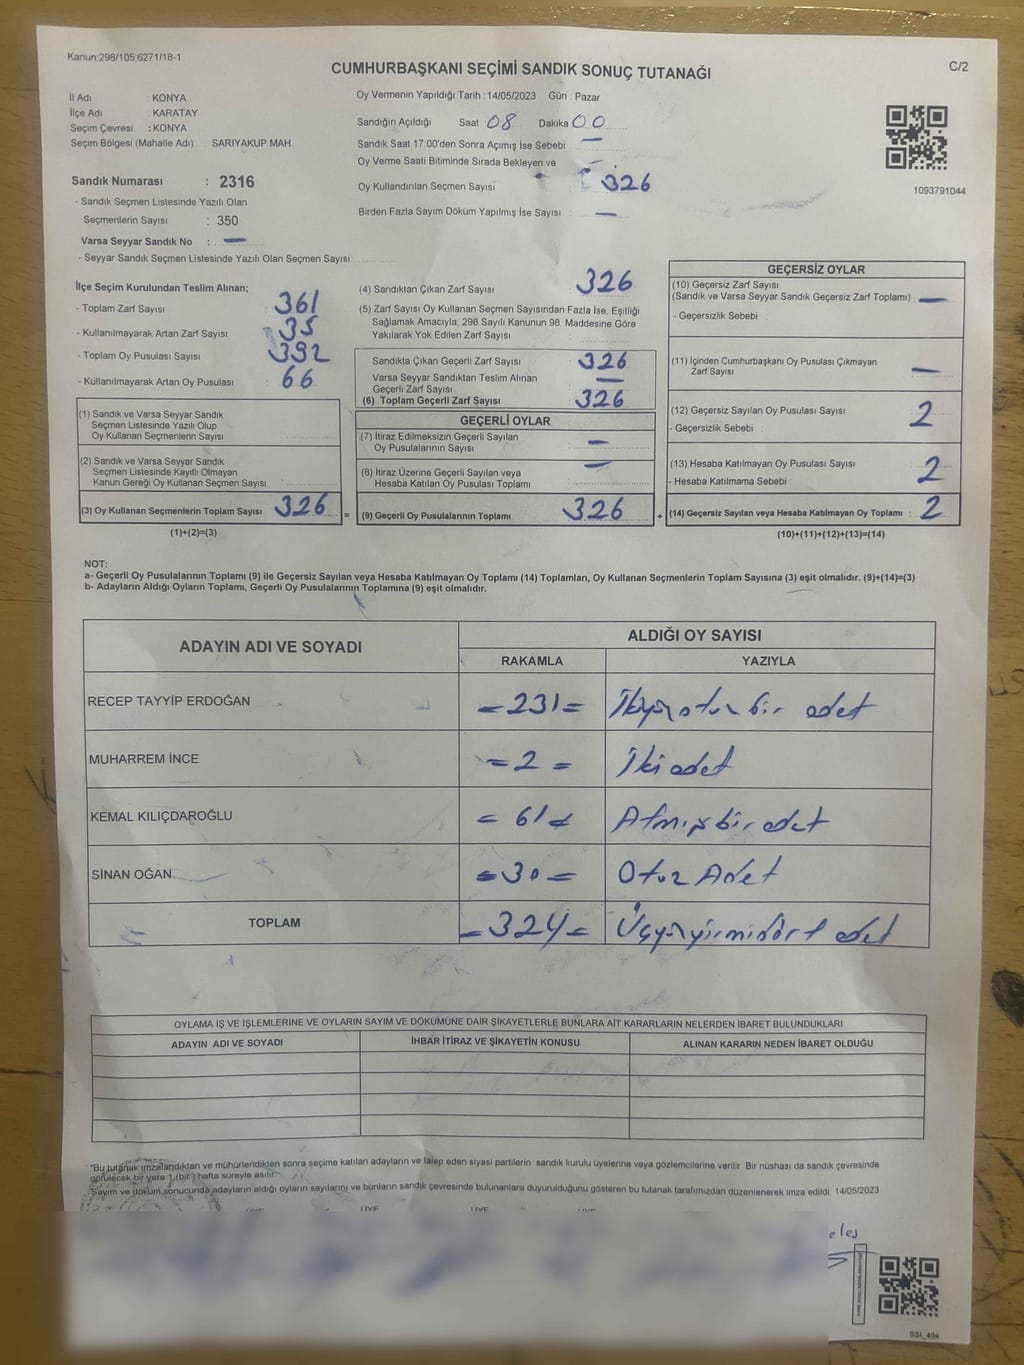 Kanun:298/105;6271/18-1
CUMHURBAŞKANI SEÇİMİ SANDIK SONUÇ TUTANAĞI
C/2
İl Adı : KONYA
İlçe Adı : KARATAY
Seçim Çevresi : KONYA
Seçim Bölgesi (Mahalle Adı) SARIYAKUP MAH.
Sandık Numarası : 2316
- Sandık Seçmen Listesinde Yazılı Olan
Seçmenlerin Sayısı : 350
Varsa Seyyar Sandık No : —
- Seyyar Sandık Seçmen Listesinde Yazılı Olan Seçmen Sayısı:
Oy Vermenin Yapıldığı Tarih : 14/05/2023 Gün : Pazar
Sandığın Açıldığı Saat 08 Dakika 00
Sandık Saat 17:00'den Sonra Açımış İse Sebebi : —
Oy Verme Saati Bitiminde Sırada Bekleyen ve
Oy Kullandırılan Seçmen Sayısı : 326
Birden Fazla Sayım Döküm Yapılmış İse Sayısı : —
1093791044
İlçe Seçim Kurulundan Teslim Alınan;
- Toplam Zarf Sayısı : 361
- Kullanılmayarak Artan Zarf Sayısı : 35
- Toplam Oy Pusulası Sayısı : 392
- Kullanılmayarak Artan Oy Pusulası : 66
(1) Sandık ve Varsa Seyyar Sandık
Seçmen Listesinde Yazılı Olup
Oy Kullanan Seçmenlerin Sayısı :
(2) Sandık ve Varsa Seyyar Sandık
Seçmen Listesinde Kayıtlı Olmayan
Kanun Gereği Oy Kullanan Seçmen Sayısı :
(3) Oy Kullanan Seçmenlerin Toplam Sayısı : 326
(1)+(2)=(3)
=
(4) Sandıktan Çıkan Zarf Sayısı : 326
(5) Zarf Sayısı Oy Kullanan Seçmen Sayısından Fazla İse, Eşitliği
Sağlamak Amacıyla; 298 Sayılı Kanunun 98. Maddesine Göre
Yakılarak Yok Edilen Zarf Sayısı :
Sandıkta Çıkan Geçerli Zarf Sayısı : 326
Varsa Seyyar Sandıktan Teslim Alınan
Geçerli Zarf Sayısı : —
(6) Toplam Geçerli Zarf Sayısı : 326
GEÇERLİ OYLAR
(7) İtiraz Edilmeksizin Geçerli Sayılan
Oy Pusulalarının Sayısı : —
(8) İtiraz Üzerine Geçerli Sayılan veya
Hesaba Katılan Oy Pusulası Toplamı : —
(9) Geçerli Oy Pusulalarının Toplamı : 326
+
GEÇERSİZ OYLAR
(10) Geçersiz Zarf Sayısı
(Sandık ve Varsa Seyyar Sandık Geçersiz Zarf Toplamı) : —
- Geçersizlik Sebebi :
(11) İçinden Cumhurbaşkanı Oy Pusulası Çıkmayan
Zarf Sayısı : —
(12) Geçersiz Sayılan Oy Pusulası Sayısı : 2
- Geçersizlik Sebebi :
(13) Hesaba Katılmayan Oy Pusulası Sayısı : 2
- Hesaba Katılmama Sebebi :
(14) Geçersiz Sayılan veya Hesaba Katılmayan Oy Toplamı : 2
(10)+(11)+(12)+(13)=(14)
NOT:
a- Geçerli Oy Pusulalarının Toplamı (9) ile Geçersiz Sayılan veya Hesaba Katılmayan Oy Toplamı (14) Toplamları, Oy Kullanan Seçmenlerin Toplam Sayısına (3) eşit olmalıdır. (9)+(14)=(3)
b- Adayların Aldığı Oyların Toplamı, Geçerli Oy Pusulalarının Toplamına (9) eşit olmalıdır.
ADAYIN ADI VE SOYADI
ALDIĞI OY SAYISI
RAKAMLA YAZIYLA
RECEP TAYYİP ERDOĞAN =231= İkiyüzotuz bir adet
MUHARREM İNCE =2= İki adet
KEMAL KILIÇDAROĞLU =61= Atmış bir adet
SİNAN OĞAN =30= Otuz Adet
TOPLAM =324= Üçyüzyirmidört adet
OYLAMA İŞ VE İŞLEMLERİNE VE OYLARIN SAYIM VE DÖKÜMÜNE DAİR ŞİKAYETLERLE BUNLARA AİT KARARLARIN NELERDEN İBARET BULUNDUKLARI
ADAYIN ADI VE SOYADI İHBAR İTİRAZ VE ŞİKAYETİN KONUSU ALINAN KARARIN NEDEN İBARET OLDUĞU
*Bu tutanak imzalandıktan ve mühürlendikten sonra seçime katılan adayların ve talep eden siyasi partilerin sandık kurulu üyelerine veya gözlemcilerine verilir. Bir nüshası da sandık çevresinde
görülecek bir yere 1 (bir) hafta süreyle asılır.
Sayım ve döküm sonucunda adayların aldığı oyların sayılarını ve bunların sandık çevresinde bulunanlara duyurulduğunu gösteren bu tutanak tarafımızdan düzenlenerek imza edildi. 14/05/2023
ÜYE ÜYE ÜYE
SSI_404